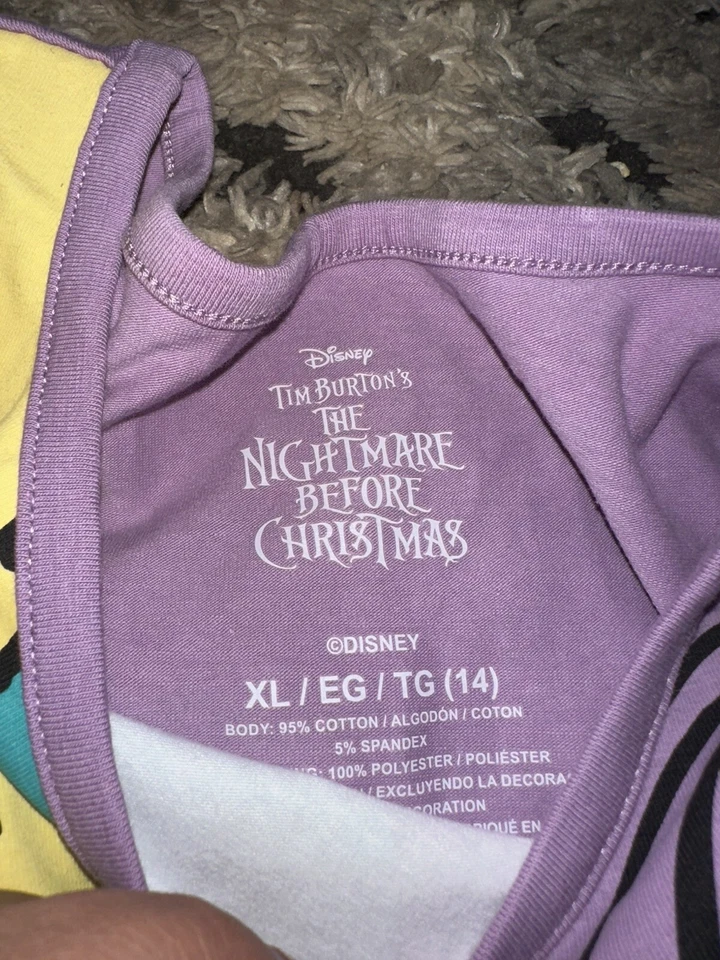 Disney
TIM BURTON'S
THE
NIGHTMARE
BEFORE
CHRISTMAS
©DISNEY
XL / EG / TG (14)
BODY: 95% COTTON / ALGODÓN / COTON
5% SPANDEX
100% POLYESTER / POLIÉSTER
/ EXCLUYENDO LA
EN